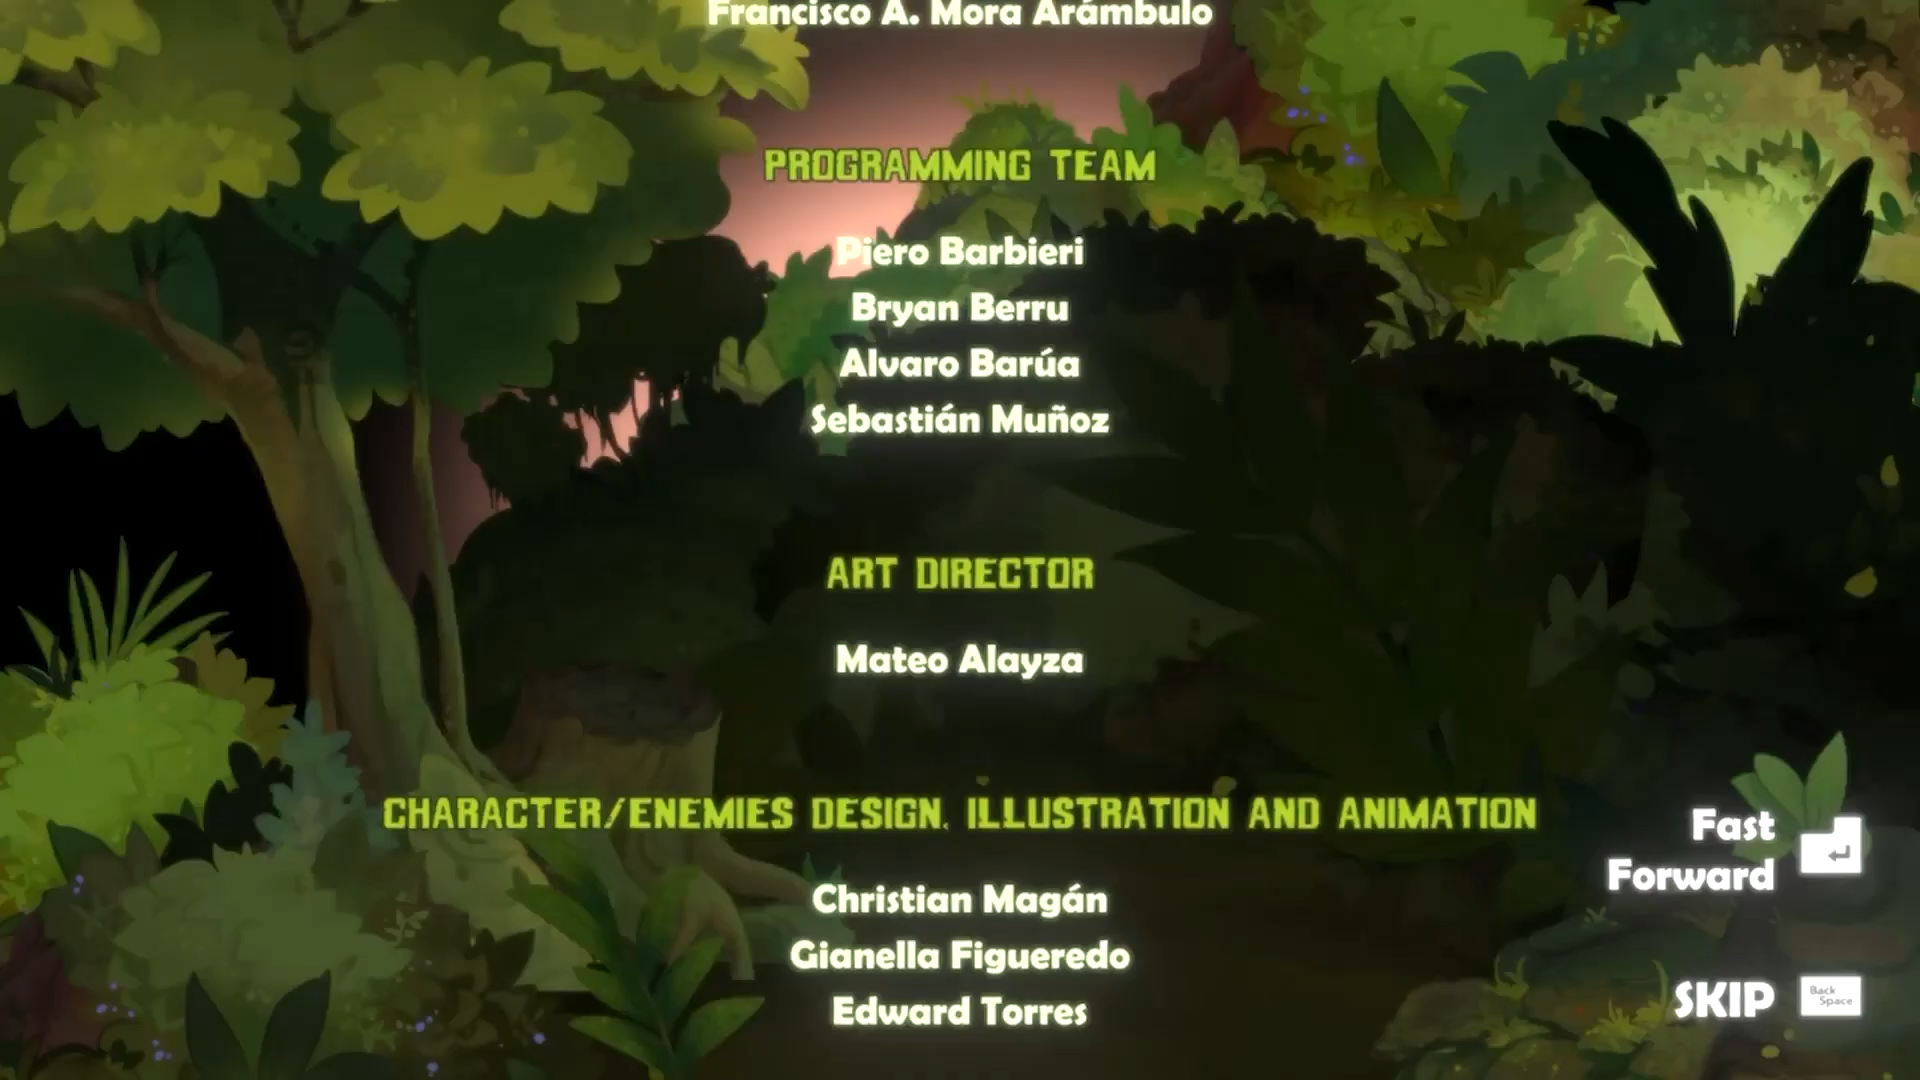 Francisco A. Mora Arámbulo
PROGRAMMING TEAM
Piero Barbieri
Bryan Berru
Alvaro Barúa
Sebastián Muñoz
ART DIRECTOR
Mateo Alayza
CHARACTER/ENEMIES DESIGN, ILLUSTRATION AND ANIMATION
Christian Magán
Gianella Figueredo
Edward Torres
Fast
Forward
SKIP
Back
Space